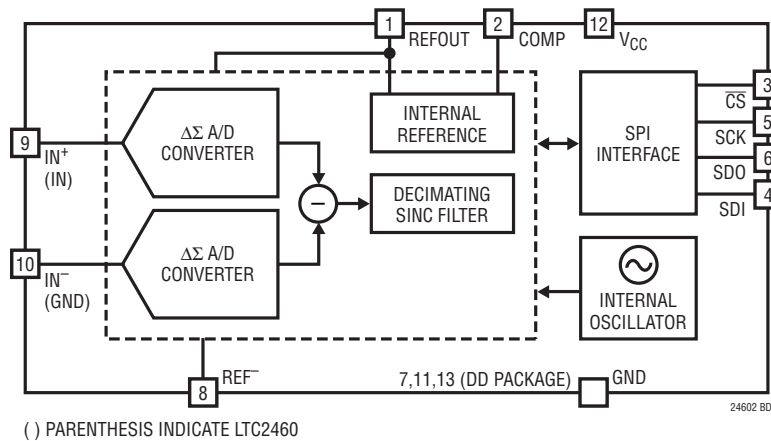 1
REFOUT
2
COMP
12
VCC
INTERNAL
REFERENCE
SPI
INTERFACE
3
CS
5
SCK
6
SDO
4
SDI
9
IN+
(IN)
ΔΣ A/D
CONVERTER
−
DECIMATING
SINC FILTER
10
IN−
(GND)
ΔΣ A/D
CONVERTER
INTERNAL
OSCILLATOR
8
REF−
7,11,13 (DD PACKAGE)
GND
24602 BD
( ) PARENTHESIS INDICATE LTC2460